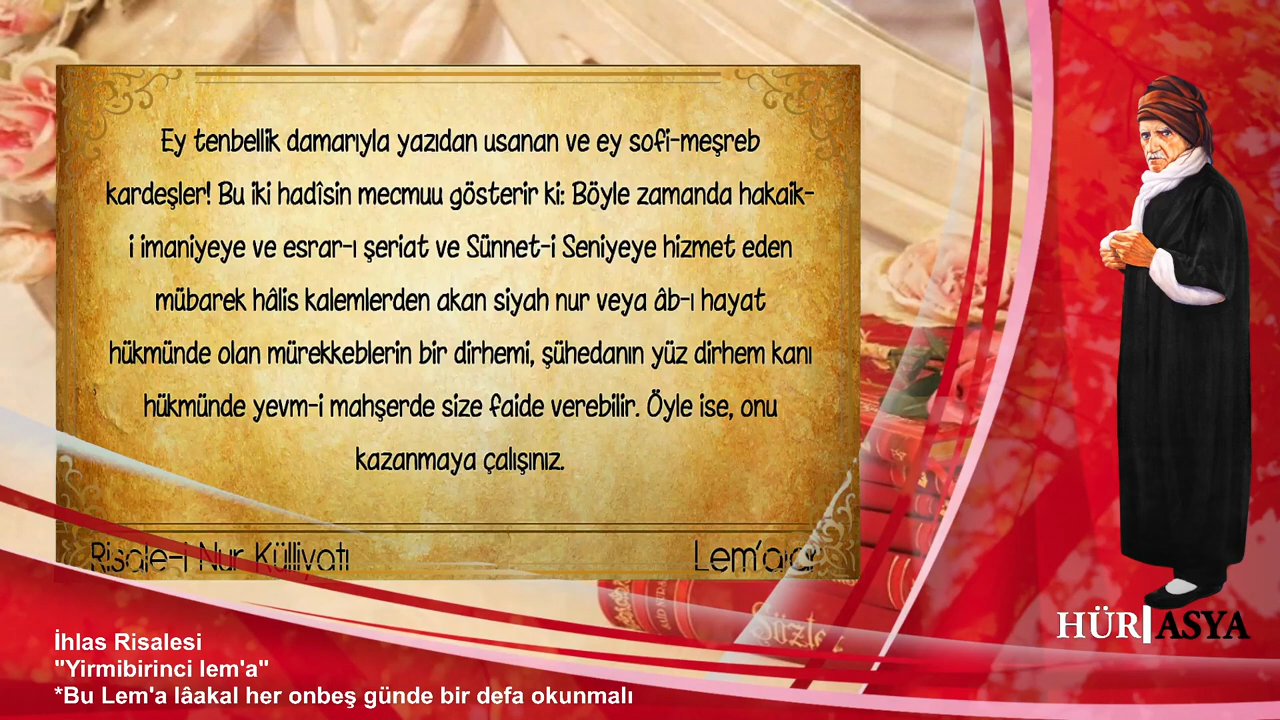 Ey tenbellik damarıyla yazıdan usanan ve ey sofi-meşreb
kardeşler! Bu iki hadîsin mecmuu gösterir ki: Böyle zamanda hakaik-
i imaniyeye ve esrar-ı şeriat ve Sünnet-i Seniyeye hizmet eden
mübarek hâlis kalemlerden akan siyah nur veya âb-ı hayat
hükmünde olan mürekkeblerin bir dirhemi, şühedanın yüz dirhem kanı
hükmünde yevm-i mahşerde size faide verebilir. Öyle ise, onu
kazanmaya çalışınız.
Risale-i Nur Külliyatı
Lem'alar
HÜR ASYA
İhlas Risalesi
"Yirmibirinci lem'a"
*Bu Lem'a lâakal her onbeş günde bir defa okunmalı